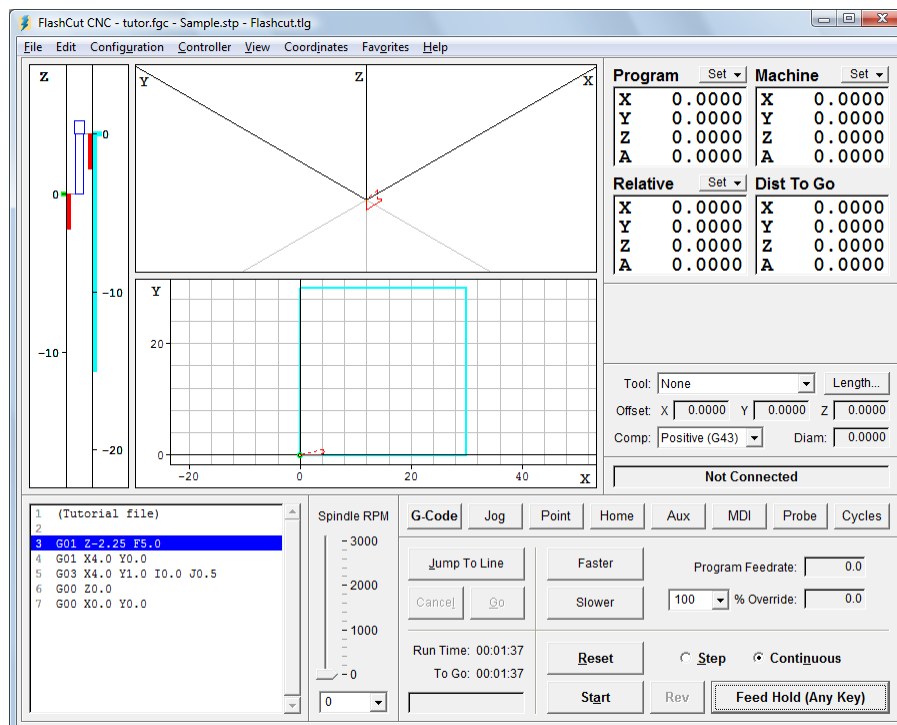 FlashCut CNC - tutor.fgc - Sample.stp - Flashcut.tlg
File Edit Configuration Controller View Coordinates Favorites Help
Z
0
0
-10
-10
-20
Y Z X
Y
20
0
-20 0 20 40
X
Program Set
X 0.0000
Y 0.0000
Z 0.0000
A 0.0000
Machine Set
X 0.0000
Y 0.0000
Z 0.0000
A 0.0000
Relative Set
X 0.0000
Y 0.0000
Z 0.0000
A 0.0000
Dist To Go
X 0.0000
Y 0.0000
Z 0.0000
A 0.0000
Tool: None Length...
Offset: X 0.0000 Y 0.0000 Z 0.0000
Comp: Positive (G43) Diam: 0.0000
Not Connected
1 (Tutorial file)
2
3 G01 Z-2.25 F5.0
4 G01 X4.0 Y0.0
5 G03 X4.0 Y1.0 I0.0 J0.5
6 G00 Z0.0
7 G00 X0.0 Y0.0
Spindle RPM
3000
2000
1000
0
0
G-Code Jog Point Home Aux MDI Probe Cycles
Jump To Line
Cancel Go
Faster
Slower
Program Feedrate: 0.0
100 % Override: 0.0
Run Time: 00:01:37
To Go: 00:01:37
Reset
Step Continuous
Start Rev Feed Hold (Any Key)